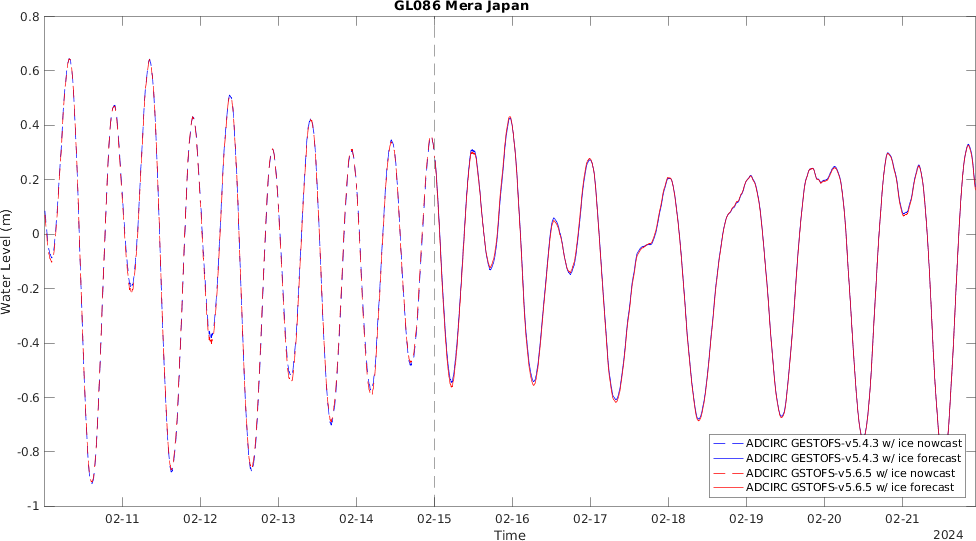 GL086 Mera Japan
0.8
0.6
0.4
0.2
0
-0.2
-0.4
-0.6
-0.8
-1
Water Level (m)
02-11 02-12 02-13 02-14 02-15 02-16 02-17 02-18 02-19 02-20 02-21
Time
2024
ADCIRC GESTOFS-v5.4.3 w/ ice nowcast
ADCIRC GESTOFS-v5.4.3 w/ ice forecast
ADCIRC GSTOFS-v5.6.5 w/ ice nowcast
ADCIRC GSTOFS-v5.6.5 w/ ice forecast